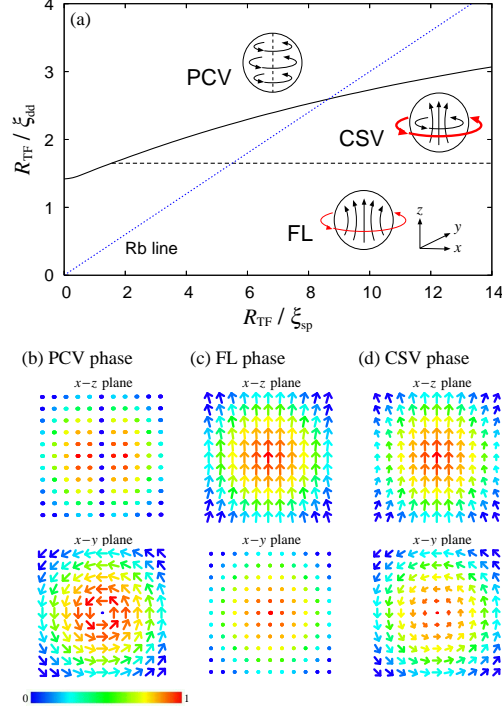 (a)
4
3
2
1
0
R_TF / ξ_dd
PCV
CSV
FL
Rb line
z
y
x
0 2 4 6 8 10 12 14
R_TF / ξ_sp
(b) PCV phase (c) FL phase (d) CSV phase
x−z plane x−z plane x−z plane
x−y plane x−y plane x−y plane
0 1